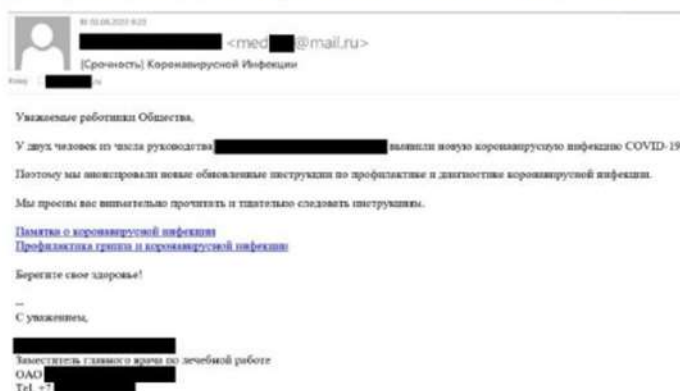 <med @mail.ru>
[Срочность] Коронавирусной Инфекции
Кому
Уважаемые работники Общества,
У двух человек из числа руководства выявили новую коронавирусную инфекцию COVID-19
Поэтому мы анонсировали новые обновленные инструкции по профилактике и диагностике коронавирусной инфекции.
Мы просим вас внимательно прочитать и тщательно следовать инструкциям.
Памятка о коронавирусной инфекции
Профилактика гриппа и коронавирусной инфекции
Берегите свое здоровье!
--
С уважением,
Заместитель главного врача по лечебной работе
ОАО
Tel. +7